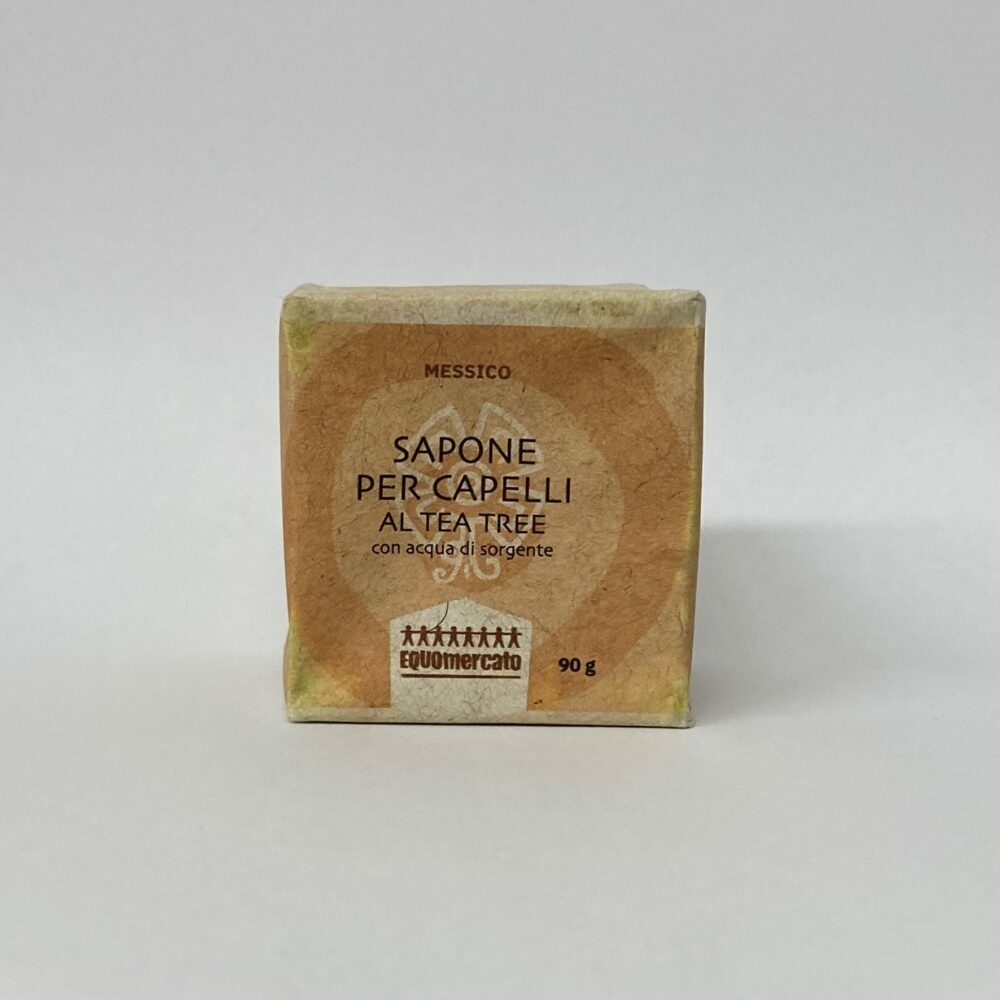 MESSICO
SAPONE
PER CAPELLI
AL TEA TREE
con acqua di sorgente
EQUOmercato
90 g